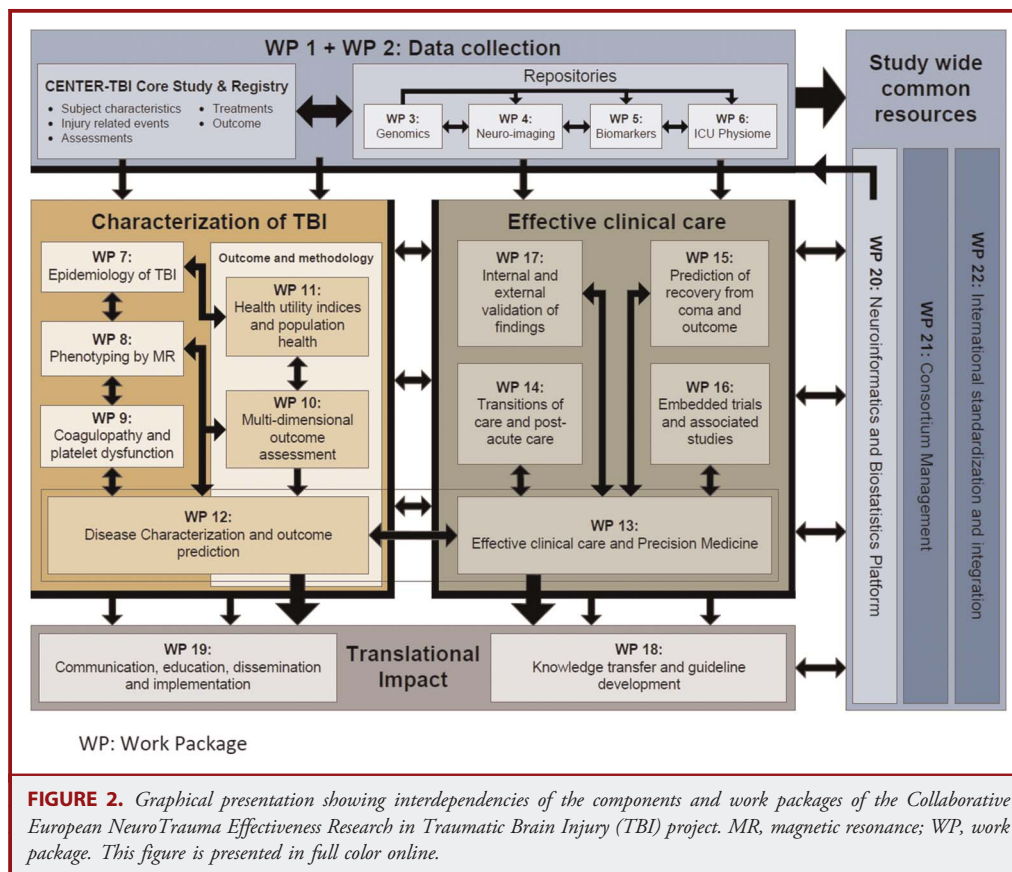 WP 1 + WP 2: Data collection
CENTER-TBI Core Study & Registry
• Subject characteristics
• Injury related events
• Assessments
• Treatments
• Outcome
Repositories
WP 3:
Genomics
WP 4:
Neuro-imaging
WP 5:
Biomarkers
WP 6:
ICU Physiome
Study wide
common
resources
Characterization of TBI
WP 7:
Epidemiology of TBI
WP 8:
Phenotyping by MR
WP 9:
Coagulopathy and
platelet dysfunction
Outcome and methodology
WP 11:
Health utility indices
and population
health
WP 10:
Multi-dimensional
outcome
assessment
WP 12:
Disease Characterization and outcome
prediction
Effective clinical care
WP 17:
Internal and
external
validation of
findings
WP 15:
Prediction of
recovery from
coma and
outcome
WP 14:
Transitions of
care and post-
acute care
WP 16:
Embedded trials
and associated
studies
WP 13:
Effective clinical care and Precision Medicine
WP 20: Neuroinformatics and Biostatistics Platform
WP 21: Consortium Management
WP 22: International standardization and integration
WP 19:
Communication, education, dissemination
and implementation
Translational
Impact
WP 18:
Knowledge transfer and guideline
development
WP: Work Package
FIGURE 2. Graphical presentation showing interdependencies of the components and work packages of the Collaborative
European NeuroTrauma Effectiveness Research in Traumatic Brain Injury (TBI) project. MR, magnetic resonance; WP, work
package. This figure is presented in full color online.